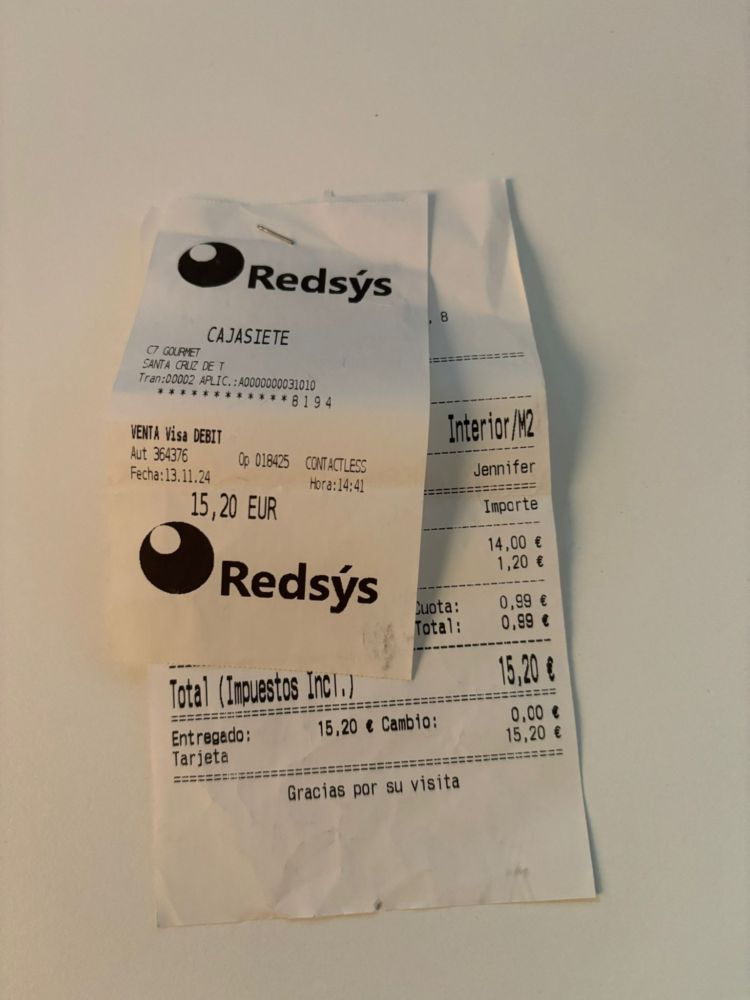 Redsýs
CAJASIETE
C7 GOURMET
SANTA CRUZ DE T
Tran:00002 APLIC.:A0000000031010
************8194
VENTA Visa DEBIT
Aut 364376 Op 018425 CONTACTLESS
Fecha:13.11.24 Hora:14:41
15,20 EUR
Redsýs
, 8
Interior/M2
Jennifer
Importe
14,00 €
1,20 €
Cuota: 0,99 €
Total: 0,99 €
Total (Impuestos Incl.) 15,20 €
Entregado: 15,20 € Cambio: 0,00 €
Tarjeta 15,20 €
Gracias por su visita